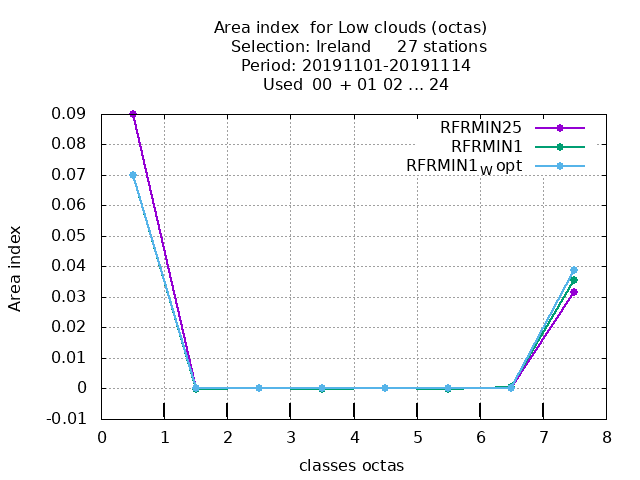 Area index  for Low clouds (octas)
Selection: Ireland     27 stations
Period: 20191101-20191114
Used  00 + 01 02 ... 24
RFRMIN25
RFRMIN1
RFRMIN1W opt
0.09
0.08
0.07
0.06
0.05
0.04
0.03
0.02
0.01
0
-0.01
Area index
0 1 2 3 4 5 6 7 8
classes octas